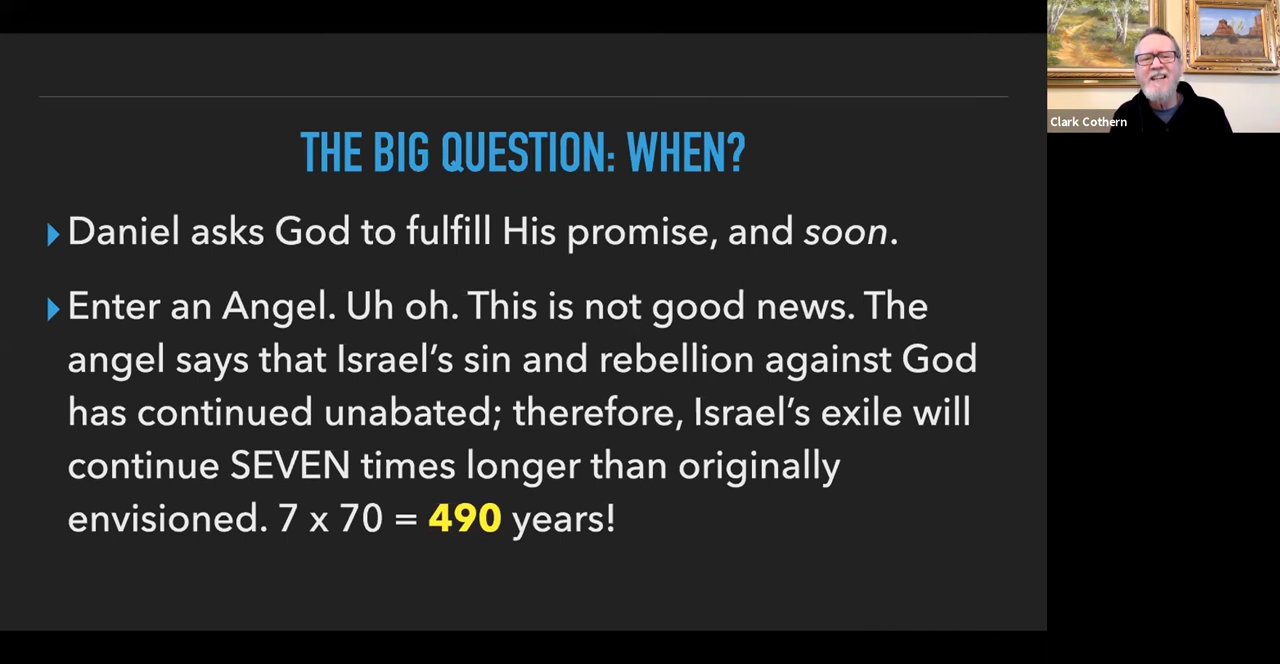 THE BIG QUESTION: WHEN?
Daniel asks God to fulfill His promise, and soon.
Enter an Angel. Uh oh. This is not good news. The
angel says that Israel’s sin and rebellion against God
has continued unabated; therefore, Israel’s exile will
continue SEVEN times longer than originally
envisioned. 7 x 70 = 490 years!
Clark Cothern